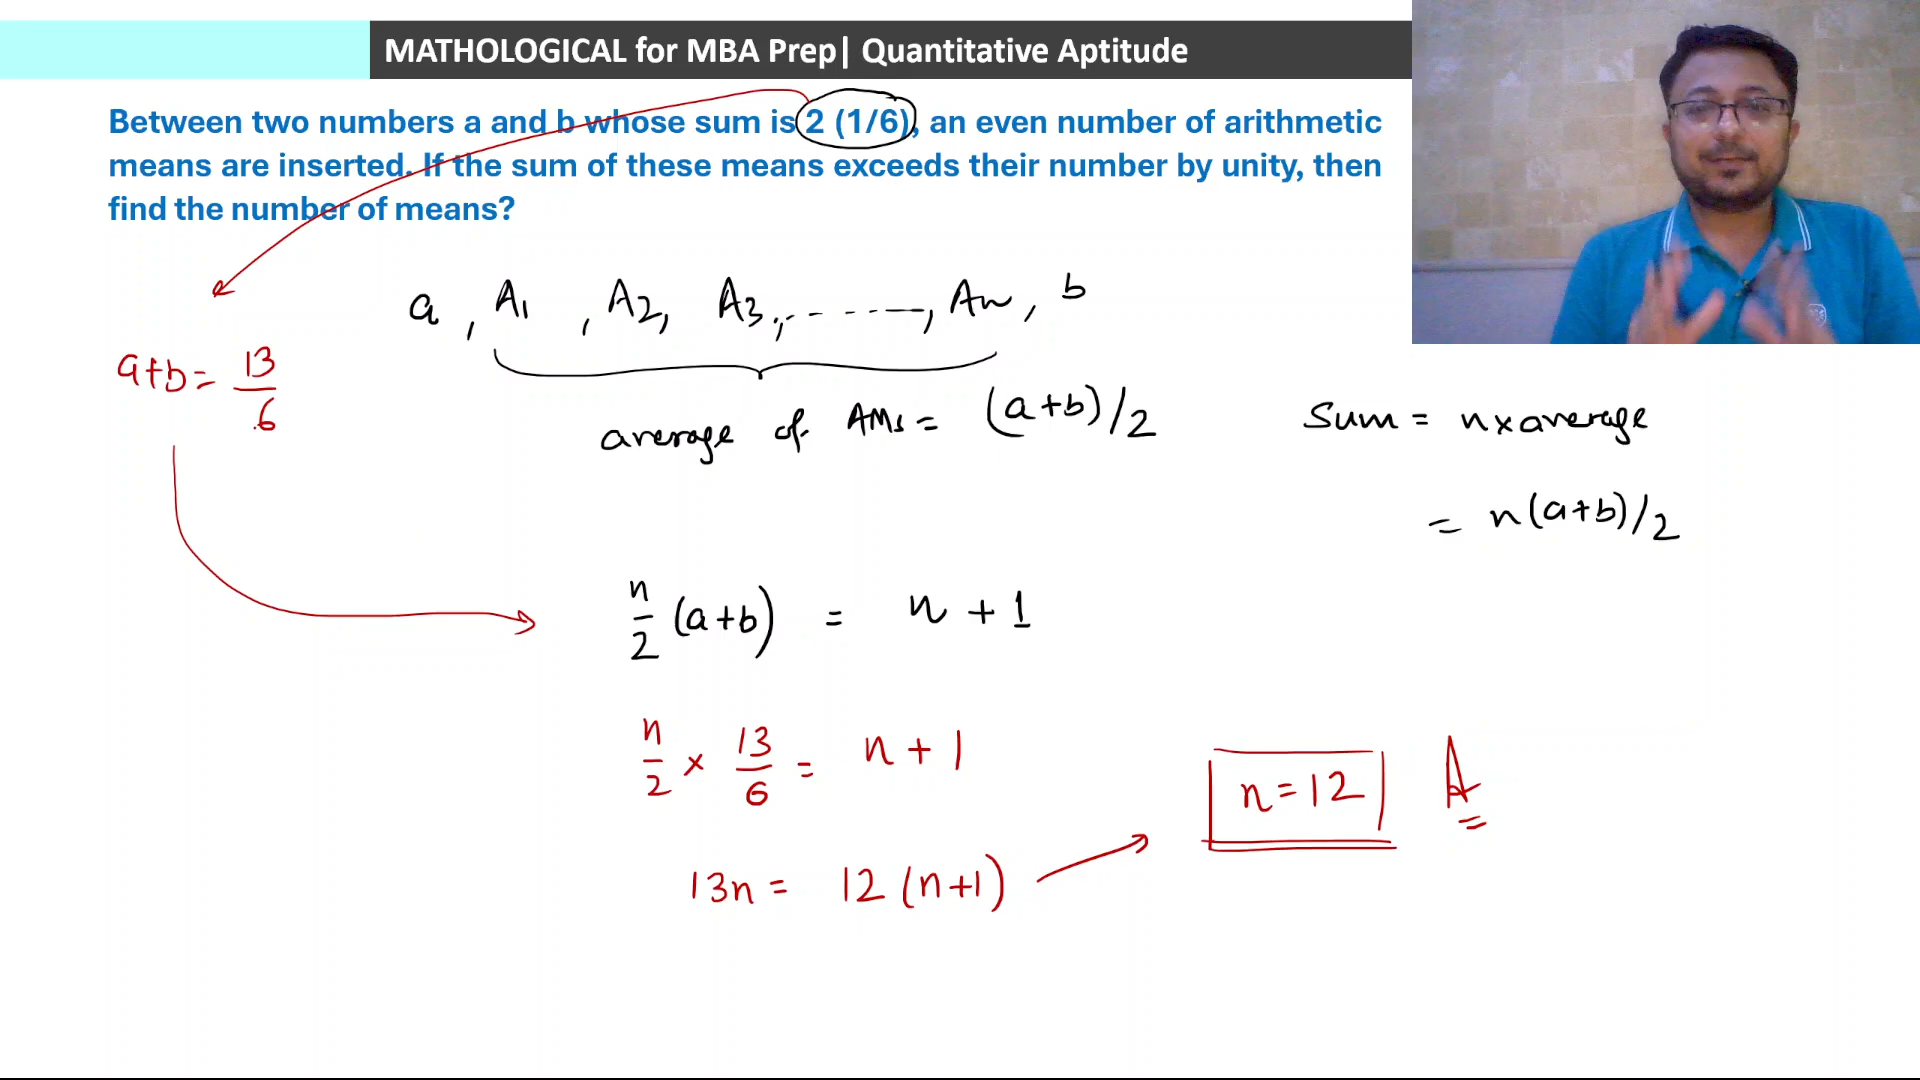 MATHOLOGICAL for MBA Prep| Quantitative Aptitude
Between two numbers a and b whose sum is 2 (1/6), an even number of arithmetic
means are inserted. If the sum of these means exceeds their number by unity, then
find the number of means?
a , A1 , A2, A3, - - - - - , An , b
a+b = 13/6
average of AMs = (a+b)/2
Sum = n x average
= n(a+b)/2
n/2 (a+b) = n + 1
n/2 x 13/6 = n + 1
n = 12 A
13n = 12 (n+1)